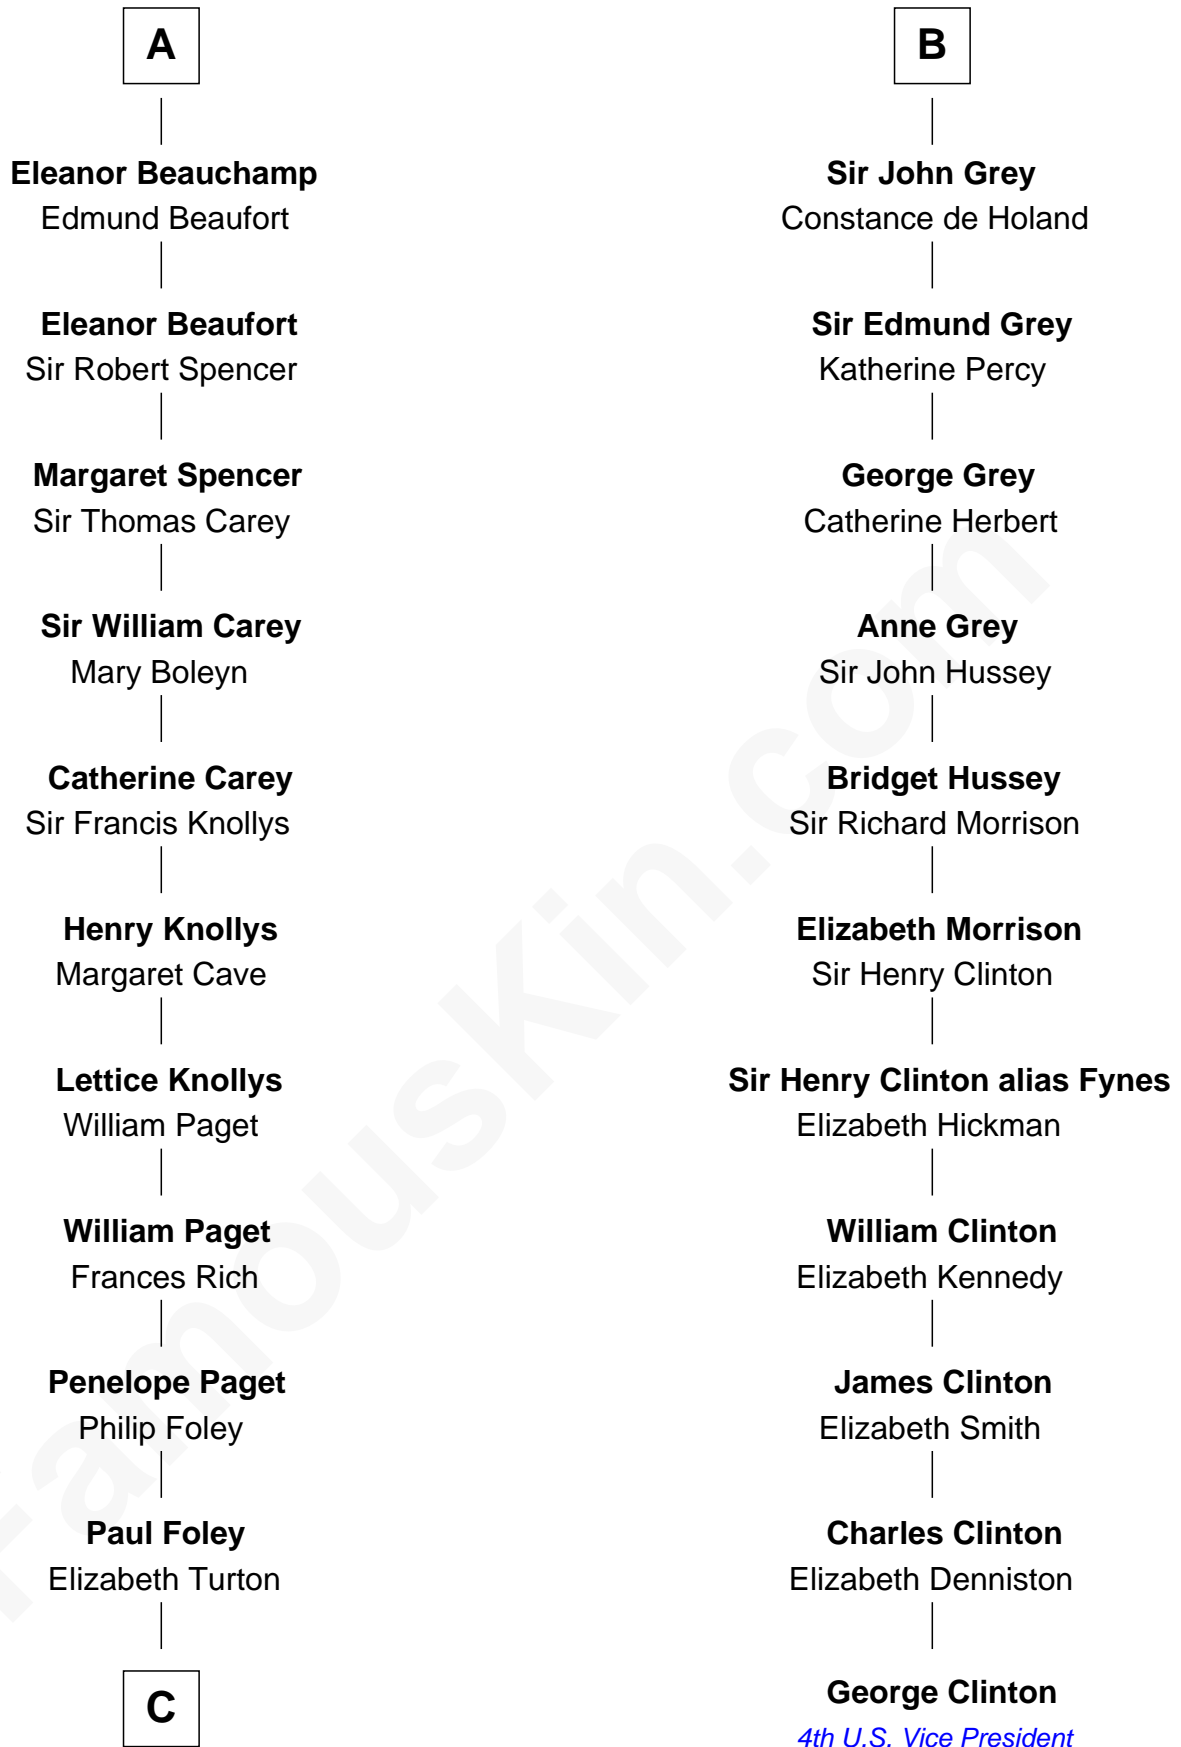 A
Eleanor Beauchamp
Edmund Beaufort
Eleanor Beaufort
Sir Robert Spencer
Margaret Spencer
Sir Thomas Carey
Sir William Carey
Mary Boleyn
Catherine Carey
Sir Francis Knollys
Henry Knollys
Margaret Cave
Lettice Knollys
William Paget
William Paget
Frances Rich
Penelope Paget
Philip Foley
Paul Foley
Elizabeth Turton
C
B
Sir John Grey
Constance de Holand
Sir Edmund Grey
Katherine Percy
George Grey
Catherine Herbert
Anne Grey
Sir John Hussey
Bridget Hussey
Sir Richard Morrison
Elizabeth Morrison
Sir Henry Clinton
Sir Henry Clinton alias Fynes
Elizabeth Hickman
William Clinton
Elizabeth Kennedy
James Clinton
Elizabeth Smith
Charles Clinton
Elizabeth Denniston
George Clinton
4th U.S. Vice President
FamousKin.com